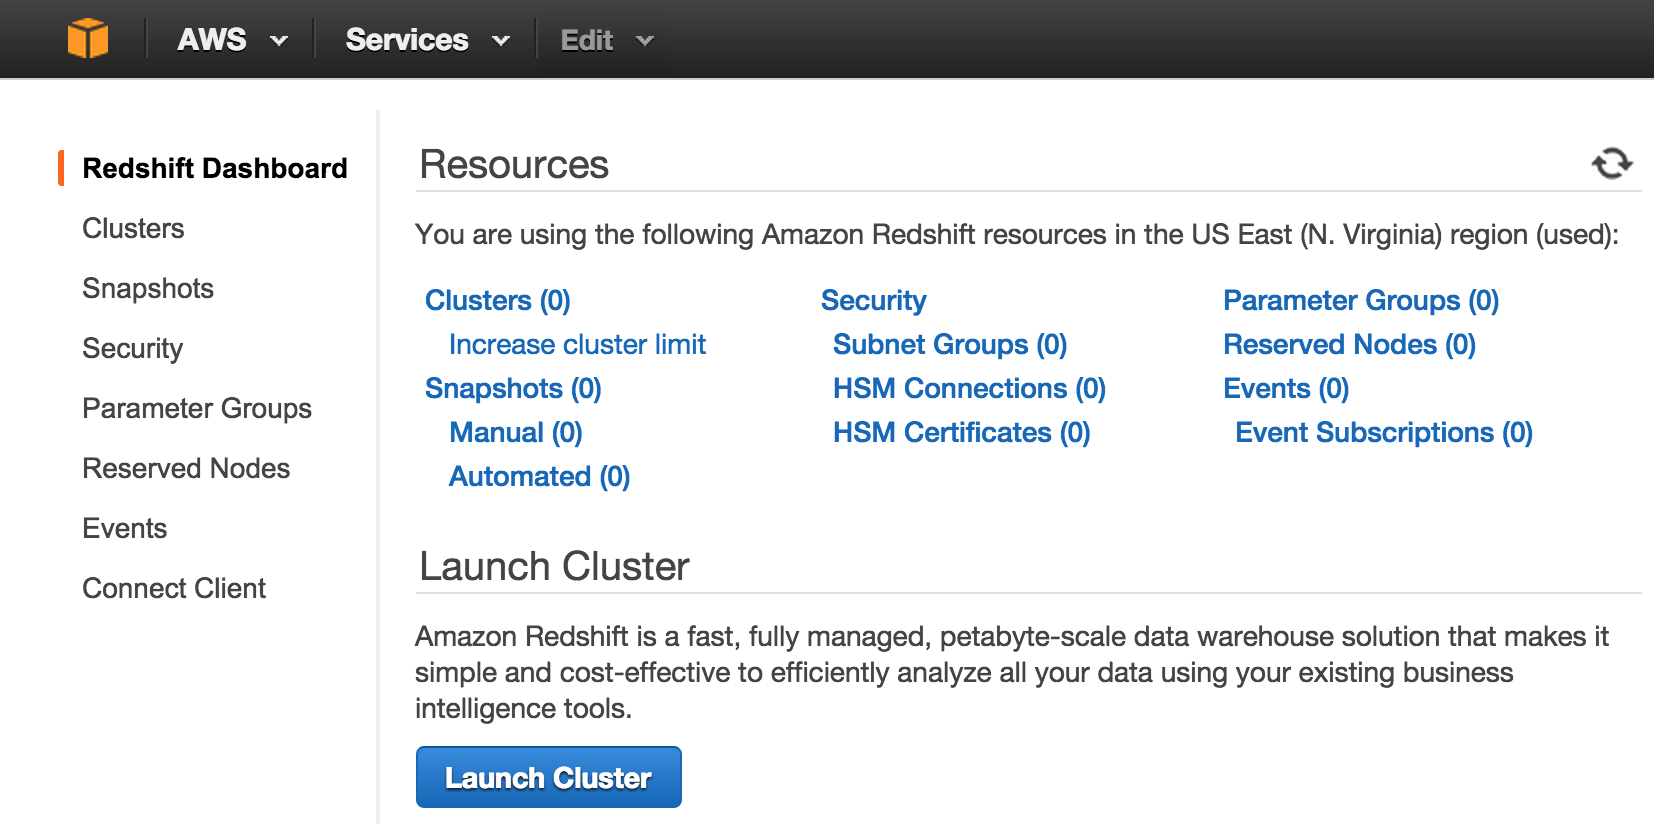 AWS Services Edit
Redshift Dashboard
Clusters
Snapshots
Security
Parameter Groups
Reserved Nodes
Events
Connect Client
Resources
You are using the following Amazon Redshift resources in the US East (N. Virginia) region (used):
Clusters (0)
Increase cluster limit
Snapshots (0)
Manual (0)
Automated (0)
Security
Subnet Groups (0)
HSM Connections (0)
HSM Certificates (0)
Parameter Groups (0)
Reserved Nodes (0)
Events (0)
Event Subscriptions (0)
Launch Cluster
Amazon Redshift is a fast, fully managed, petabyte-scale data warehouse solution that makes it
simple and cost-effective to efficiently analyze all your data using your existing business
intelligence tools.
Launch Cluster